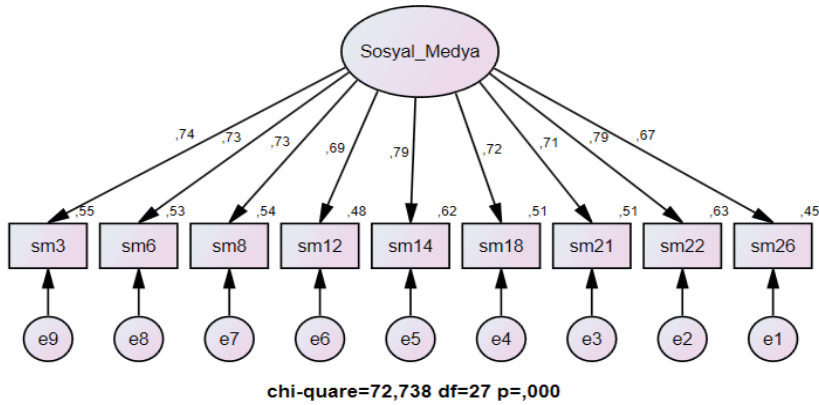 Sosyal_Medya
,74 ,73 ,73 ,69 ,79 ,72 ,71 ,79 ,67
,55 ,53 ,54 ,48 ,62 ,51 ,51 ,63 ,45
sm3 sm6 sm8 sm12 sm14 sm18 sm21 sm22 sm26
e9 e8 e7 e6 e5 e4 e3 e2 e1
chi-quare=72,738 df=27 p=,000